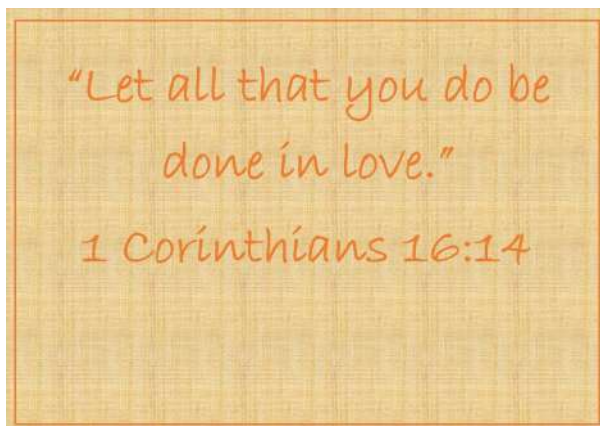 “Let all that you do be
done in love.”
1 Corinthians 16:14